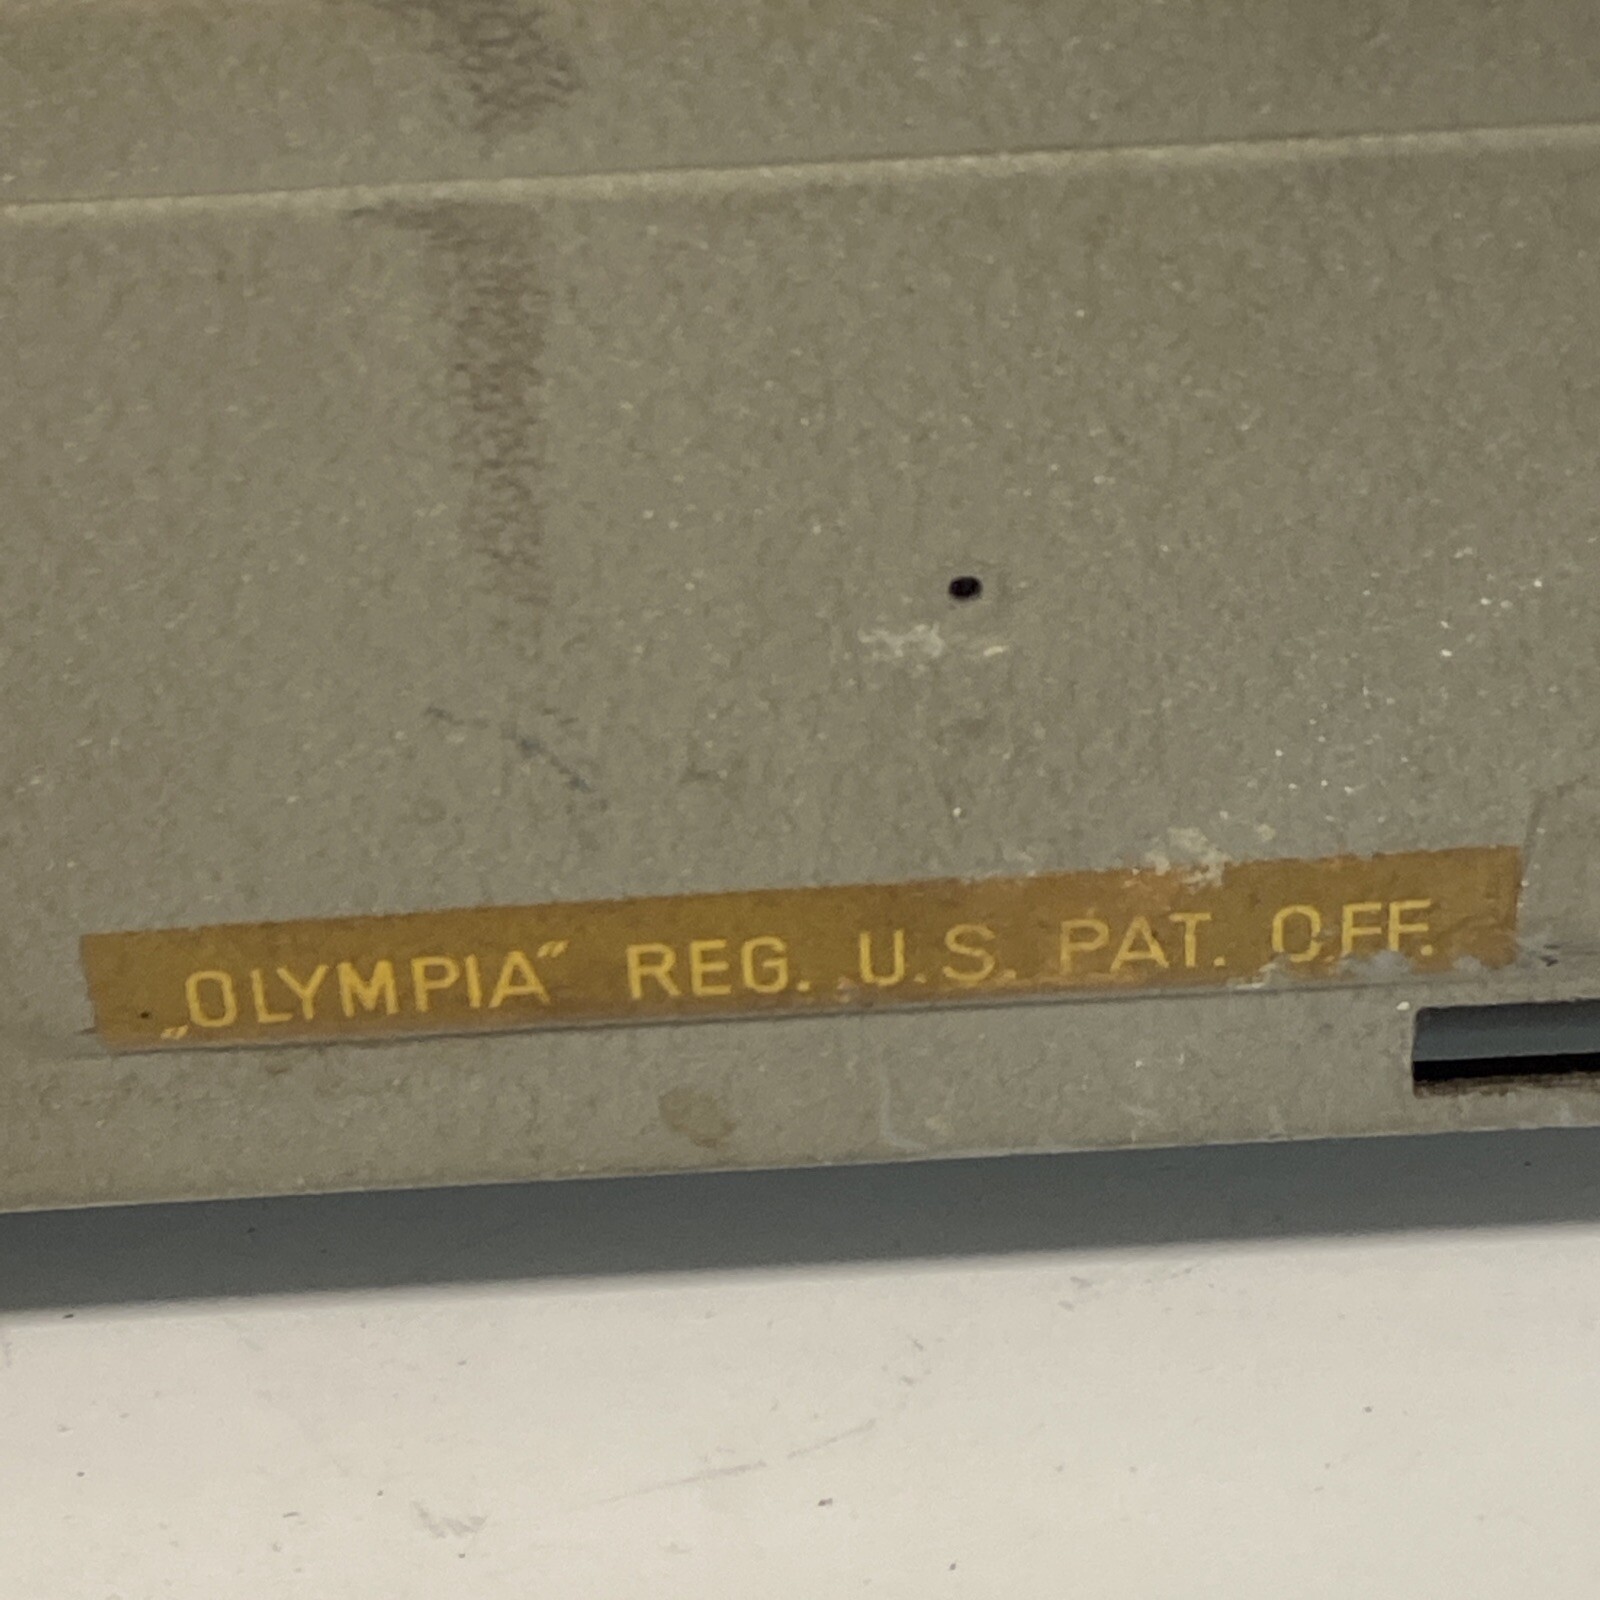 „OLYMPIA“ REG. U.S. PAT. OFF.